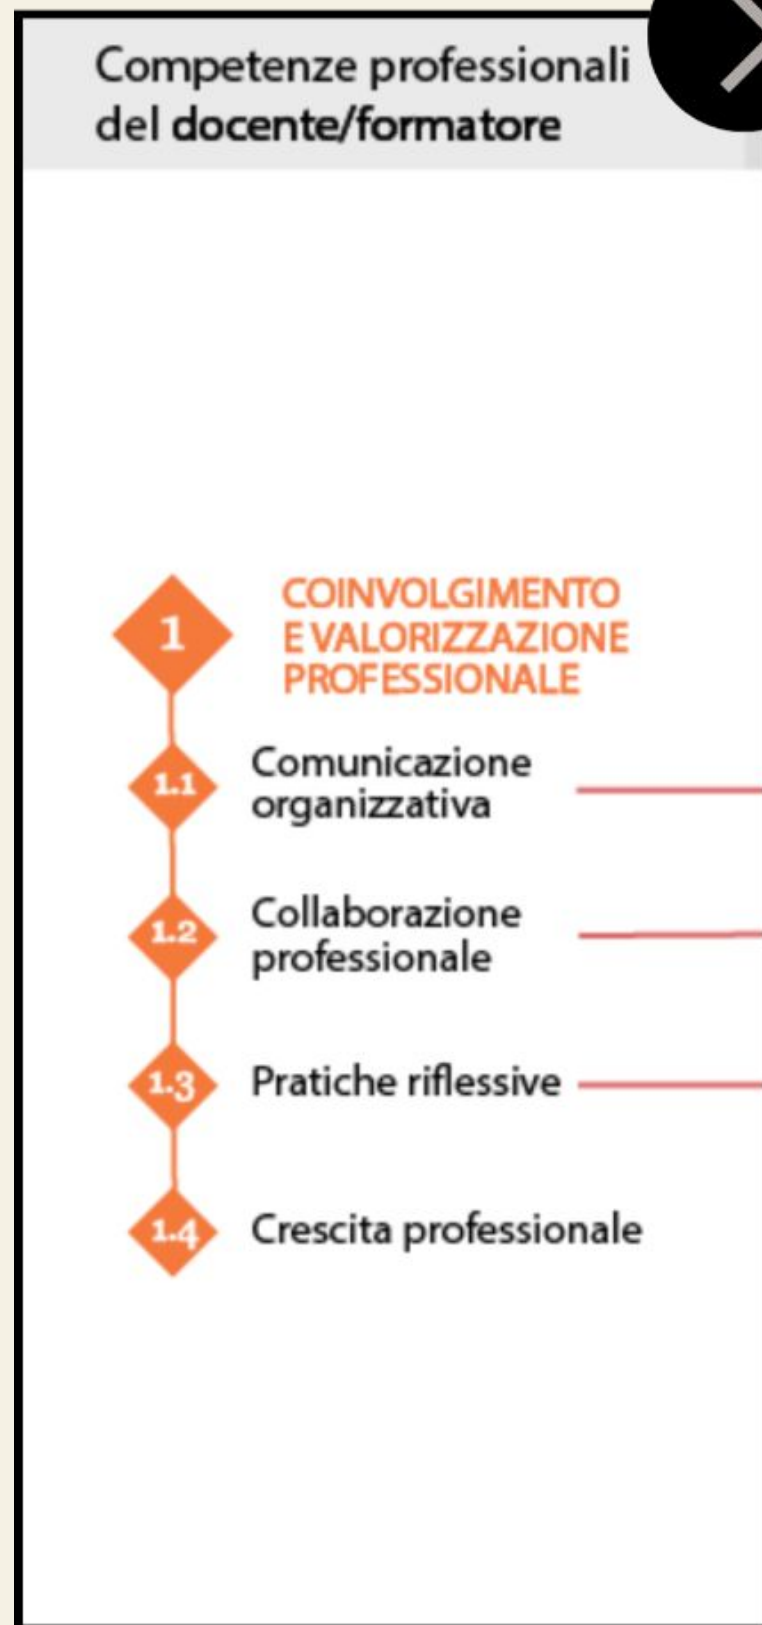 Competenze professionali
del docente/formatore
1
COINVOLGIMENTO
E VALORIZZAZIONE
PROFESSIONALE
1.1
Comunicazione
organizzativa
1.2
Collaborazione
professionale
1.3
Pratiche riflessive
1.4
Crescita professionale